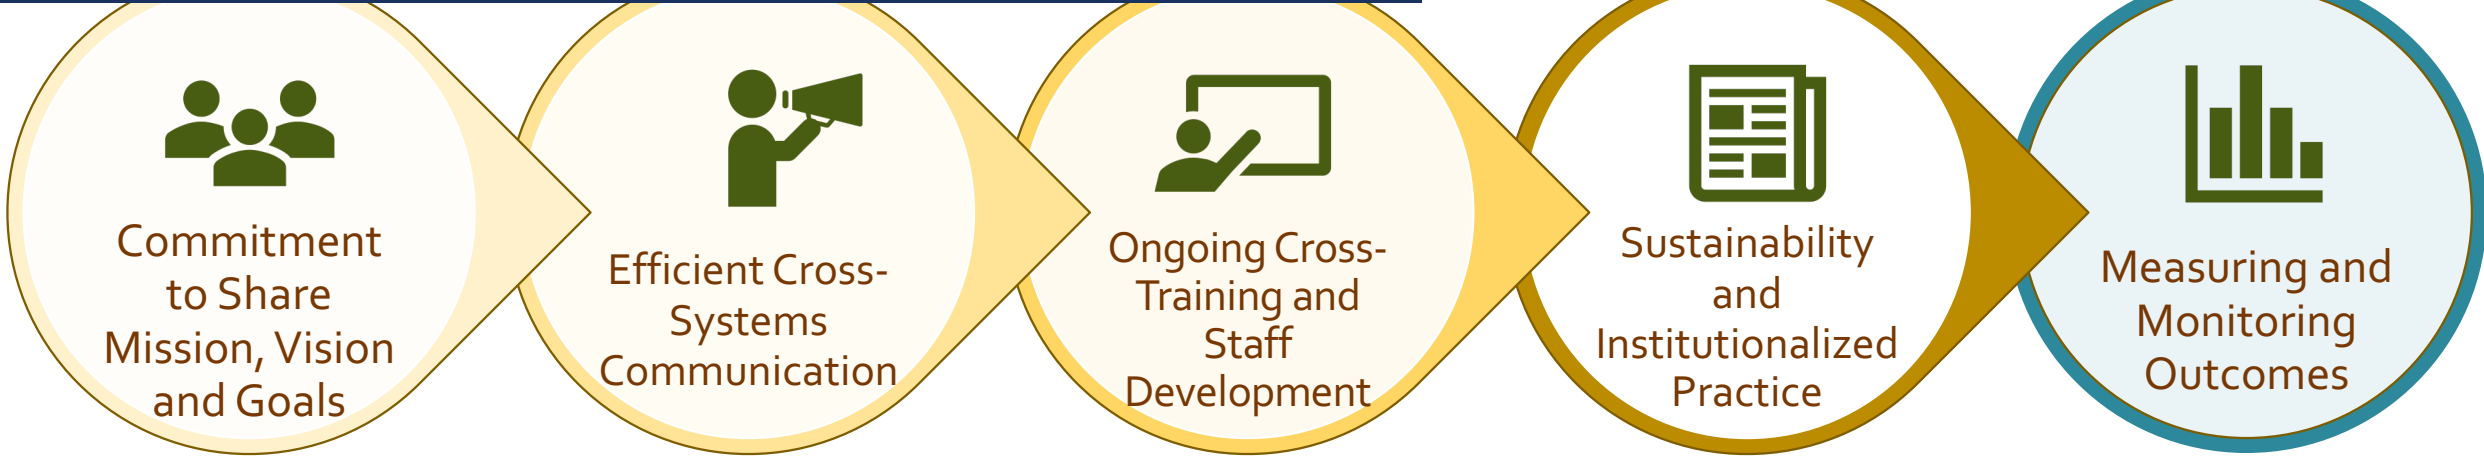 Commitment
to Share
Mission, Vision
and Goals
Efficient Cross-
Systems
Communication
Ongoing Cross-
Training and
Staff
Development
Sustainability
and
Institutionalized
Practice
Measuring and
Monitoring
Outcomes